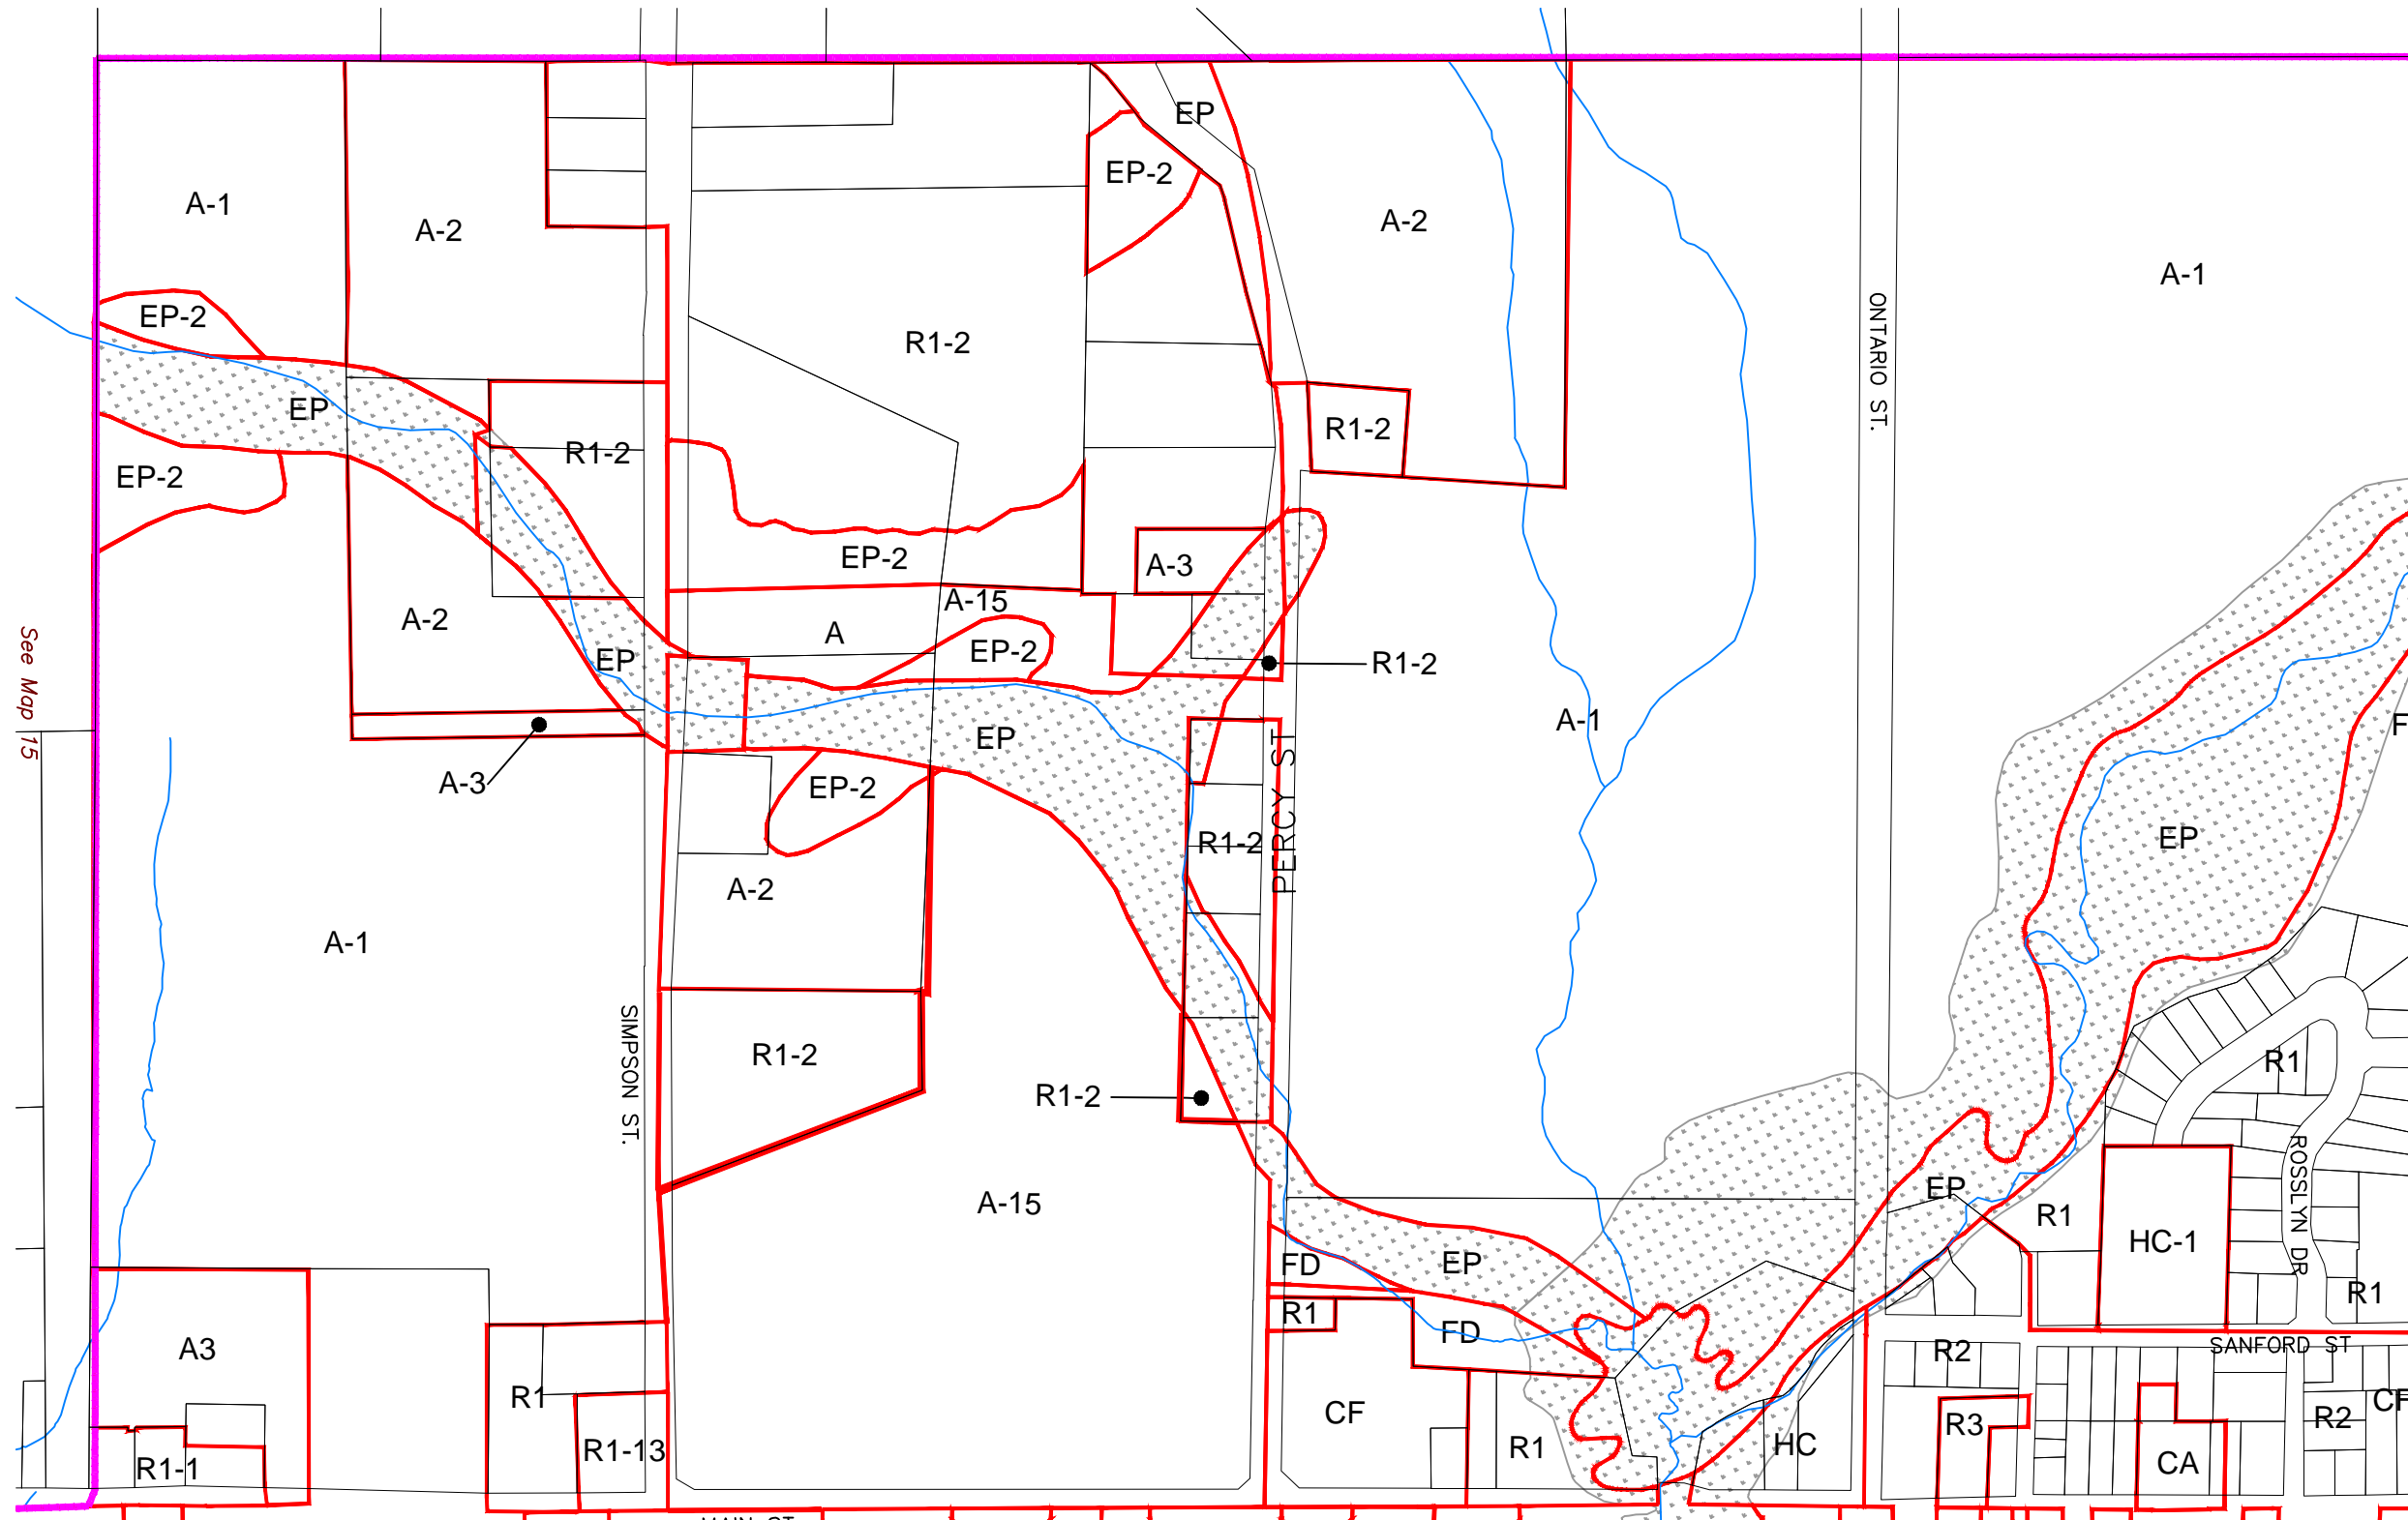 EP
EP-2
A-1
A-2
A-2
A-1
EP-2
R1-2
ONTARIO ST.
EP
R1-2
R1-2
EP-2
EP-2
A-3
A-15
A-2
A
EP-2
See Map 15
EP
R1-2
A-1
EP
A-3
EP-2
PERCY ST
R1-2
EP
A-2
A-1
SIMPSON ST.
R1-2
R1
R1-2
ROSSLYN DR
EP
A-15
R1
HC-1
FD
EP
R1
R1
FD
A3
R2
SANFORD ST
R1
CF
CF
R3
R2
R1-13
R1
HC
R1-1
CA